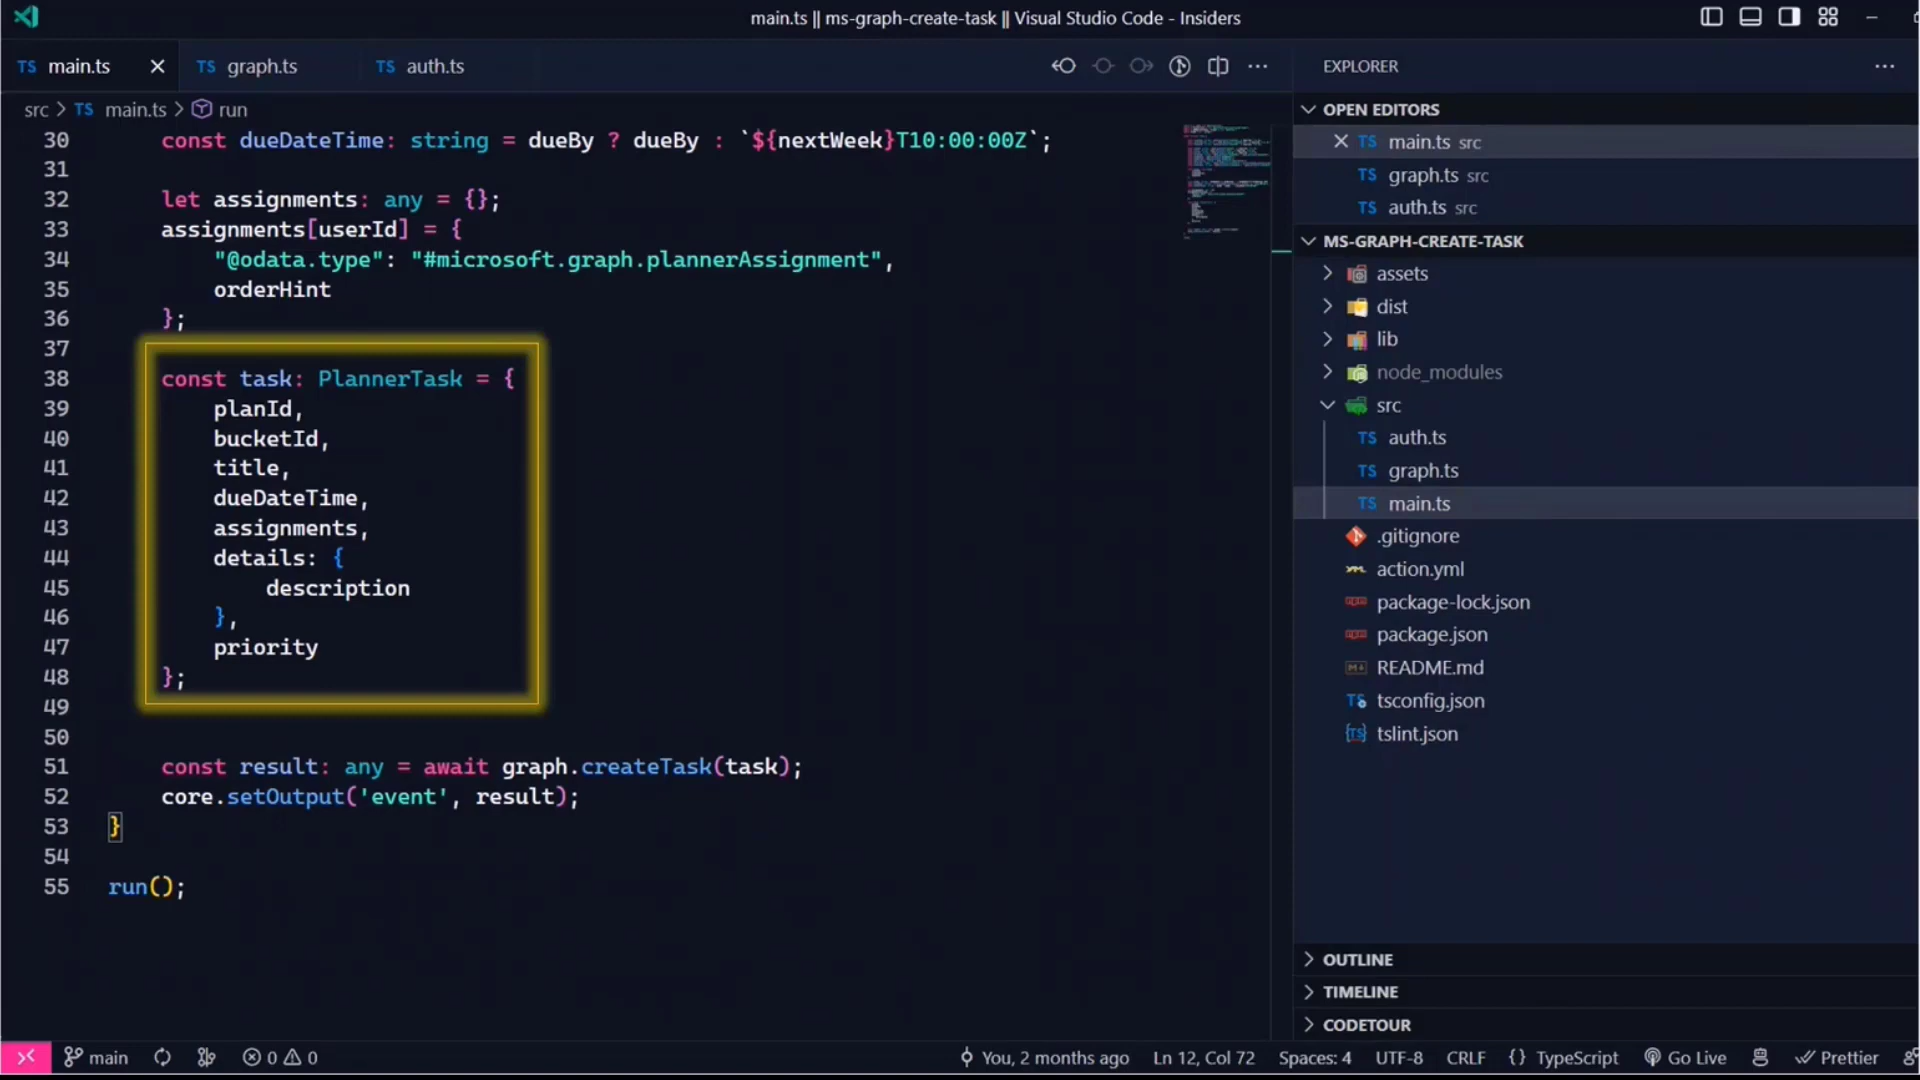 main.ts || ms-graph-create-task || Visual Studio Code - Insiders
TS main.ts
TS graph.ts
TS auth.ts
EXPLORER
src > TS main.ts > run
30 const dueDateTime: string = dueBy ? dueBy : `${nextWeek}T10:00:00Z`;
31
32 let assignments: any = {};
33 assignments[userId] = {
34 "@odata.type": "#microsoft.graph.plannerAssignment",
35 orderHint
36 };
37
38 const task: PlannerTask = {
39 planId,
40 bucketId,
41 title,
42 dueDateTime,
43 assignments,
44 details: {
45 description
46 },
47 priority
48 };
49
50
51 const result: any = await graph.createTask(task);
52 core.setOutput('event', result);
53 }
54
55 run();
OPEN EDITORS
TS main.ts src
TS graph.ts src
TS auth.ts src
MS-GRAPH-CREATE-TASK
assets
dist
lib
node_modules
src
TS auth.ts
TS graph.ts
TS main.ts
.gitignore
action.yml
package-lock.json
package.json
README.md
TS tsconfig.json
TS tslint.json
OUTLINE
TIMELINE
CODETOUR
main 0 0 You, 2 months ago Ln 12, Col 72 Spaces: 4 UTF-8 CRLF {} TypeScript Go Live Prettier